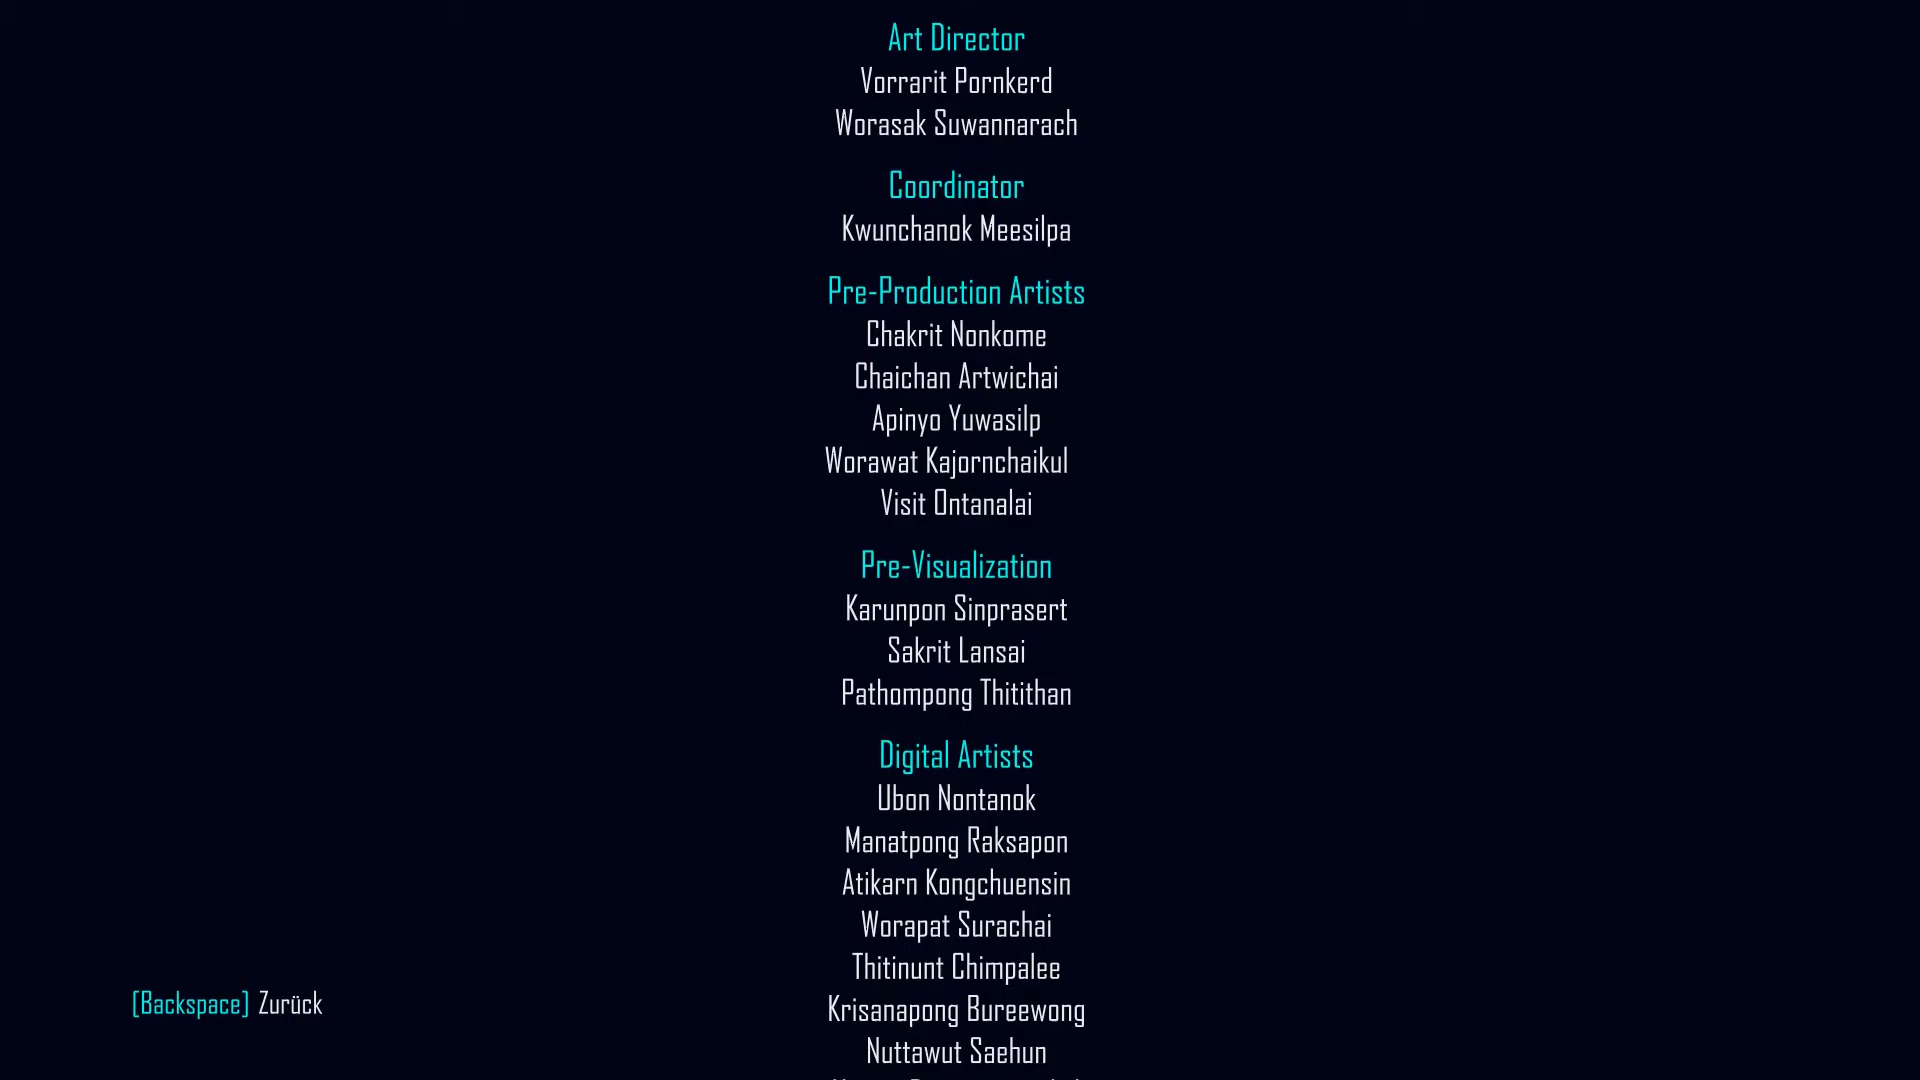 Art Director
Vorrarit Pornkerd
Worasak Suwannarach
Coordinator
Kwunchanok Meesilpa
Pre-Production Artists
Chakrit Nonkome
Chaichan Artwichai
Apinyo Yuwasilp
Worawat Kajornchaikul
Visit Ontanalai
Pre-Visualization
Karunpon Sinprasert
Sakrit Lansai
Pathompong Thitithan
Digital Artists
Ubon Nontanok
Manatpong Raksapon
Atikarn Kongchuensin
Worapat Surachai
Thitinunt Chimpalee
Krisanapong Bureewong
Nuttawut Saehun
[Backspace] Zurück